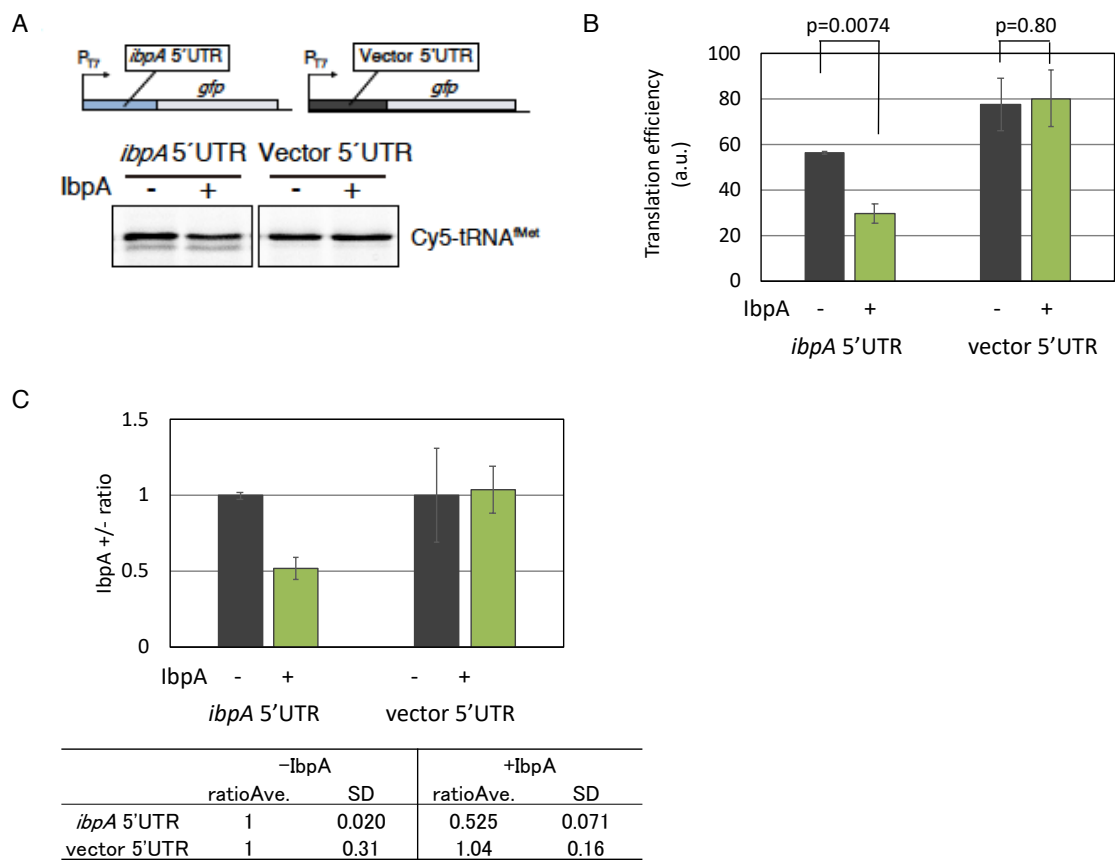 A
P_T7 ibpA 5'UTR gfp P_T7 Vector 5'UTR gfp
ibpA 5´UTR Vector 5´UTR
IbpA - + - +
Cy5-tRNA^fMet
B
p=0.0074 p=0.80
100
80
60
40
20
0
Translation efficiency
(a.u.)
IbpA - + - +
ibpA 5’UTR vector 5’UTR
C
1.5
1
0.5
0
IbpA +/- ratio
IbpA - + - +
ibpA 5’UTR vector 5’UTR
−IbpA +IbpA
ratioAve. SD ratioAve. SD
ibpA 5'UTR 1 0.020 0.525 0.071
vector 5'UTR 1 0.31 1.04 0.16